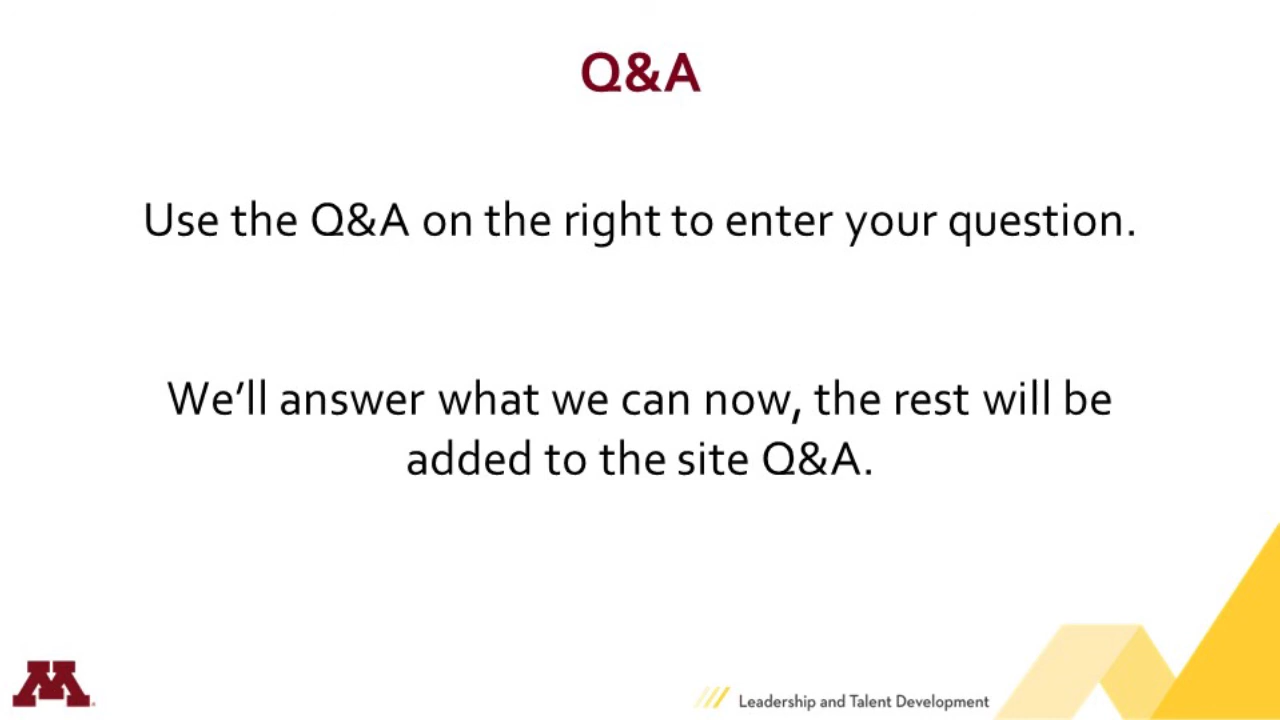 Q&A
Use the Q&A on the right to enter your question.
We’ll answer what we can now, the rest will be
added to the site Q&A.
M
Leadership and Talent Development